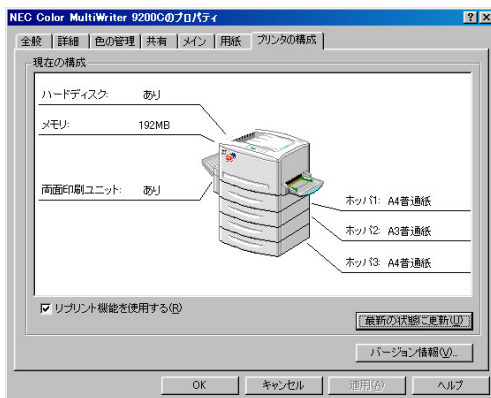 NEC Color MultiWriter 9200Cのプロパティ
全般 詳細 色の管理 共有 メイン 用紙 プリンタの構成
現在の構成
ハードディスク: あり
メモリ: 192MB
両面印刷ユニット: あり
ホッパ1: A4普通紙
ホッパ2: A3普通紙
ホッパ3: A4普通紙
リプリント機能を使用する(R)
最新の状態に更新(U)
バージョン情報(V)...
OK キャンセル 適用(A) ヘルプ